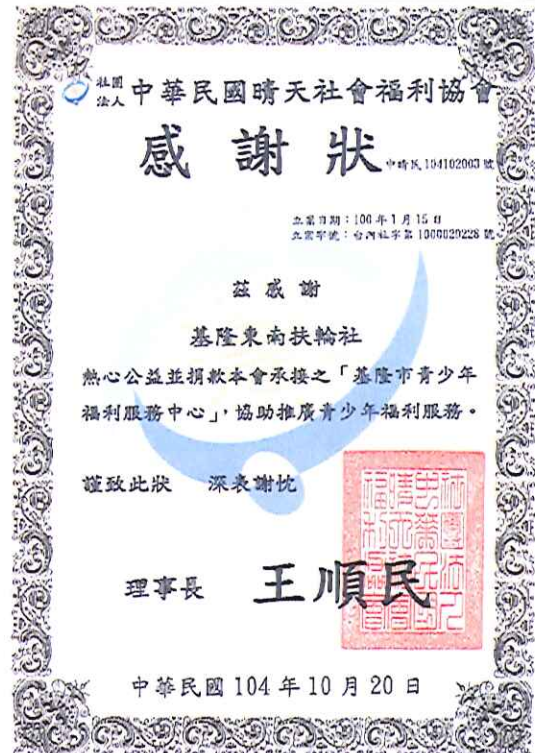 社團法人 中華民國晴天社會福利協會
感謝狀
中晴民104102003號
立案日期：100年1月15日
立案字號：台內社字第1000020228號
茲感謝
基隆東南扶輪社
熱心公益並捐款本會承接之「基隆市青少年
福利服務中心」，協助推廣青少年福利服務。
謹致此狀 深表謝忱
理事長 王順民
中華民國104年10月20日